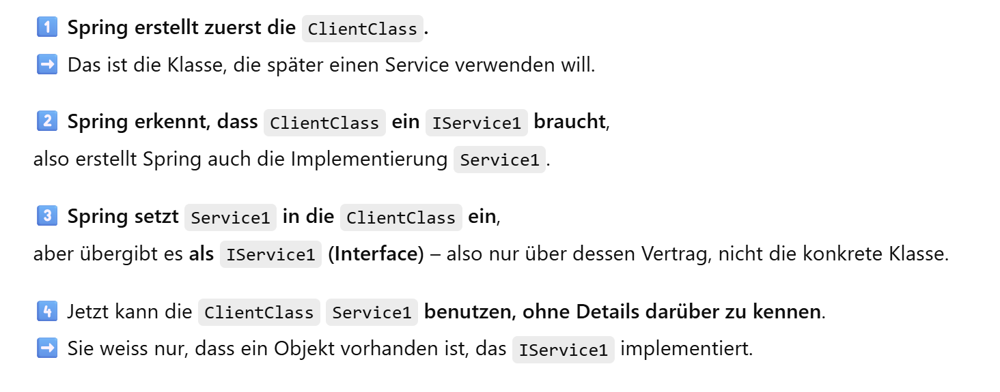 1️⃣ Spring erstellt zuerst die ClientClass.
➡️ Das ist die Klasse, die später einen Service verwenden will.
2️⃣ Spring erkennt, dass ClientClass ein IService1 braucht,
also erstellt Spring auch die Implementierung Service1.
3️⃣ Spring setzt Service1 in die ClientClass ein,
aber übergibt es als IService1 (Interface) – also nur über dessen Vertrag, nicht die konkrete Klasse.
4️⃣ Jetzt kann die ClientClass Service1 benutzen, ohne Details darüber zu kennen.
➡️ Sie weiss nur, dass ein Objekt vorhanden ist, das IService1 implementiert.